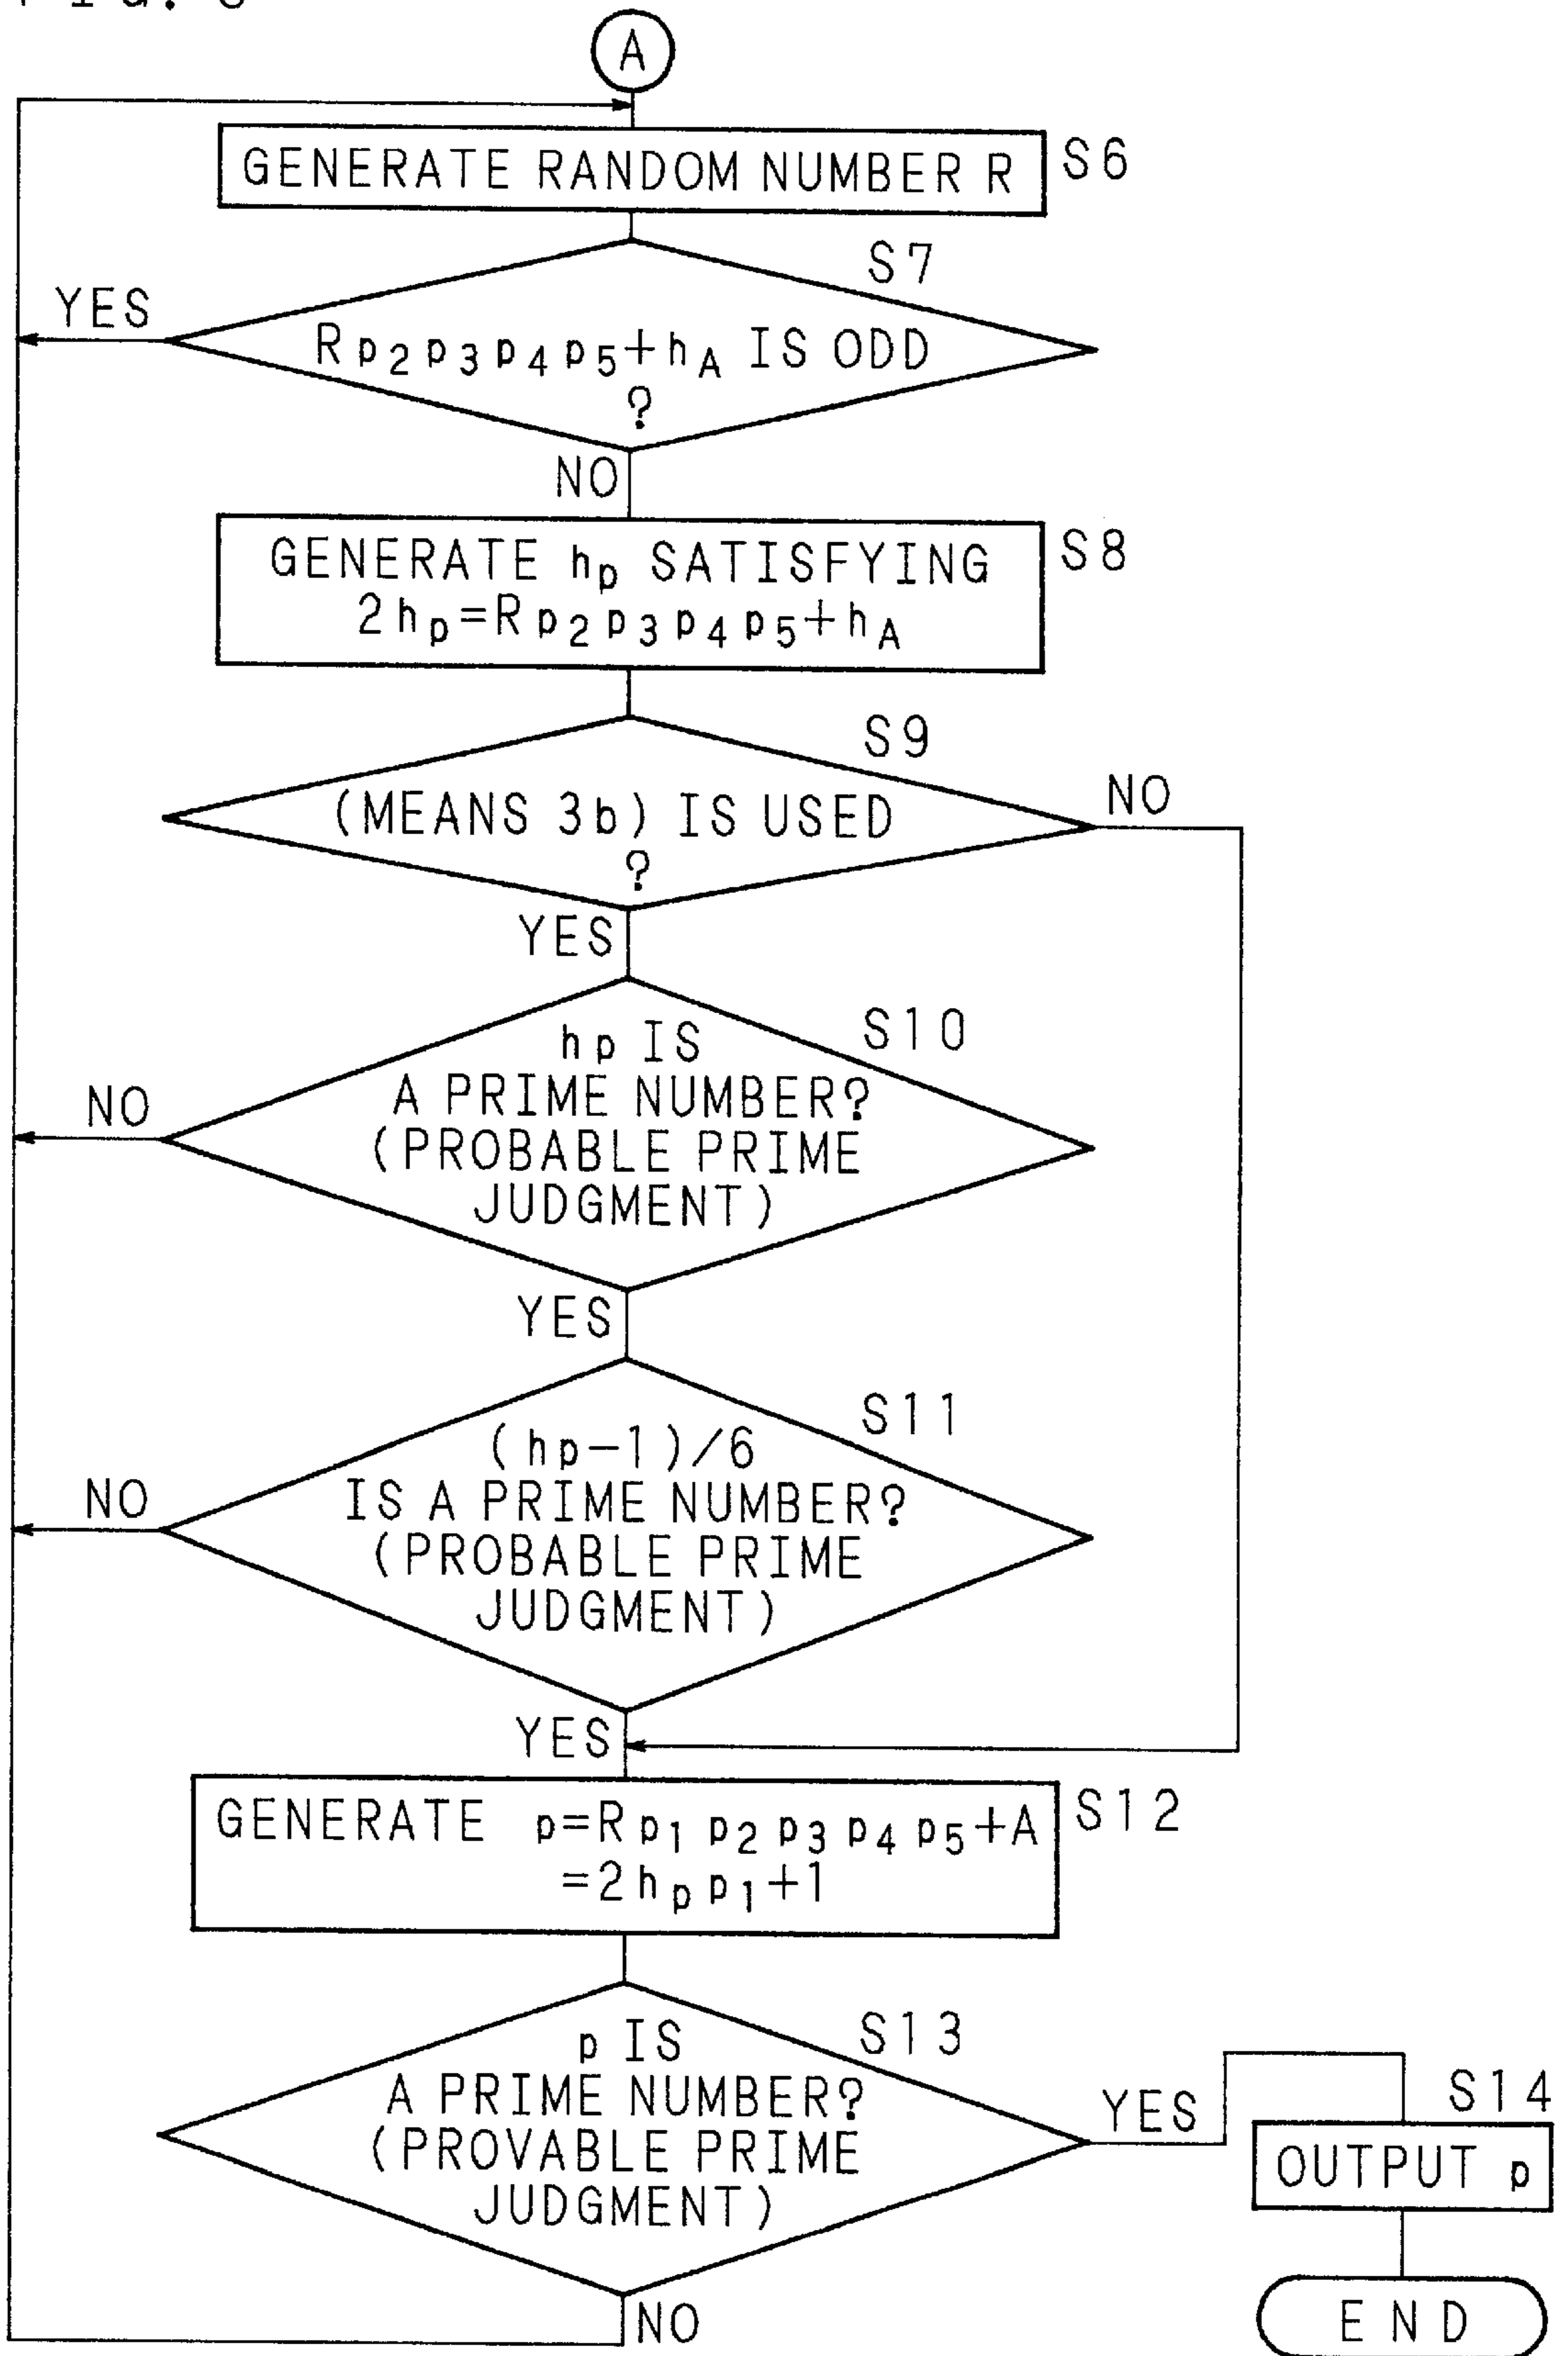 A
GENERATE RANDOM NUMBER R
S6
S7
YES
Rp2p3p4p5+hA IS ODD
?
NO
GENERATE hp SATISFYING
2hp=Rp2p3p4p5+hA
S8
S9
(MEANS 3b) IS USED
?
NO
YES
S10
hp IS
A PRIME NUMBER?
(PROBABLE PRIME
JUDGMENT)
NO
YES
S11
(hp-1)/6
IS A PRIME NUMBER?
(PROBABLE PRIME
JUDGMENT)
NO
YES
GENERATE p=Rp1p2p3p4p5+A
=2hpp1+1
S12
S13
p IS
A PRIME NUMBER?
(PROVABLE PRIME
JUDGMENT)
YES
S14
OUTPUT p
NO
END